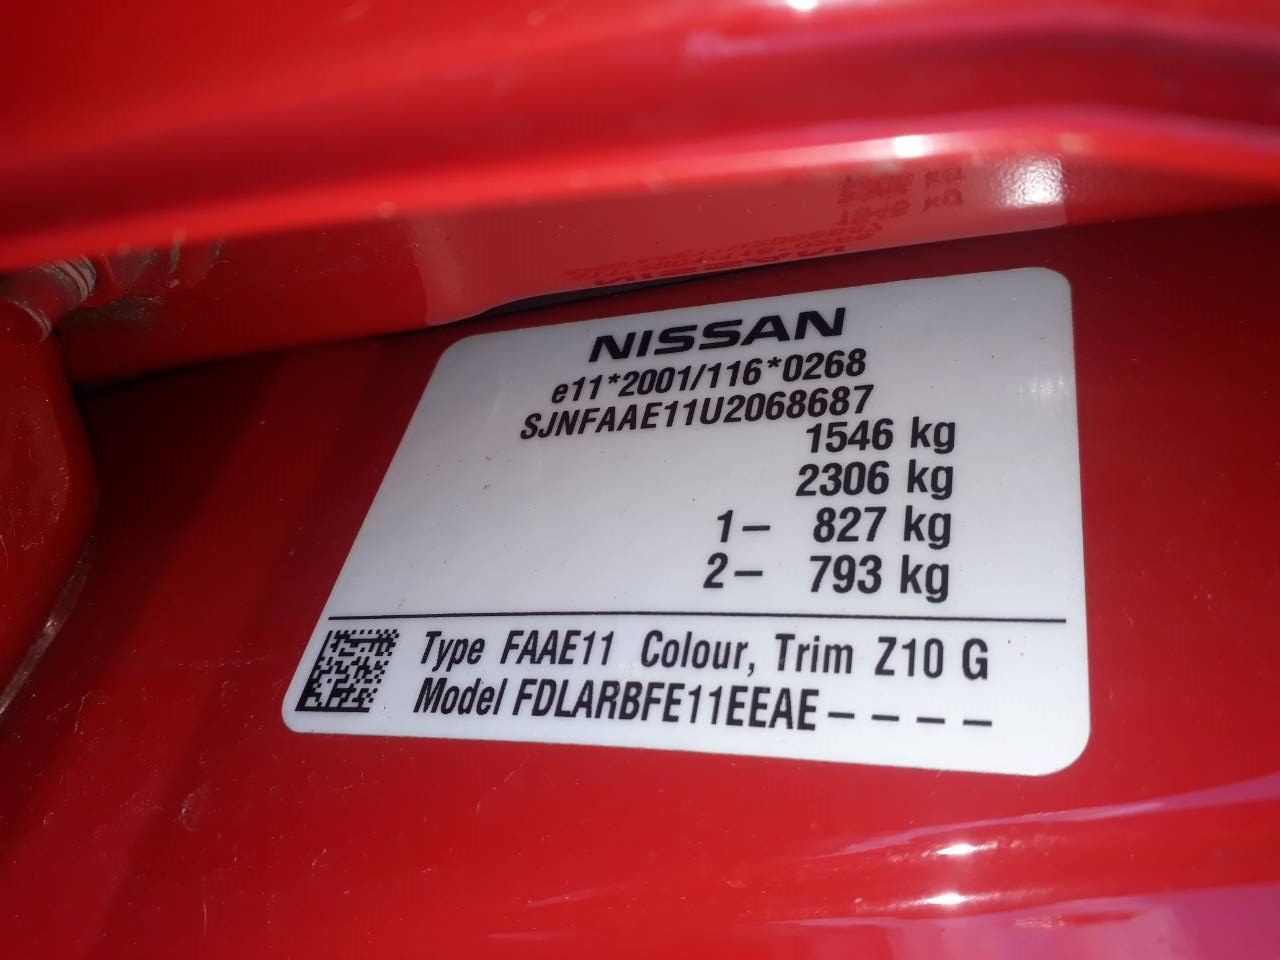 NISSAN
e11*2001/116*0268
SJNFAAE11U2068687
1546 kg
2306 kg
1– 827 kg
2– 793 kg
Type FAAE11 Colour, Trim Z10 G
Model FDLARBFE11EEAE– – – –